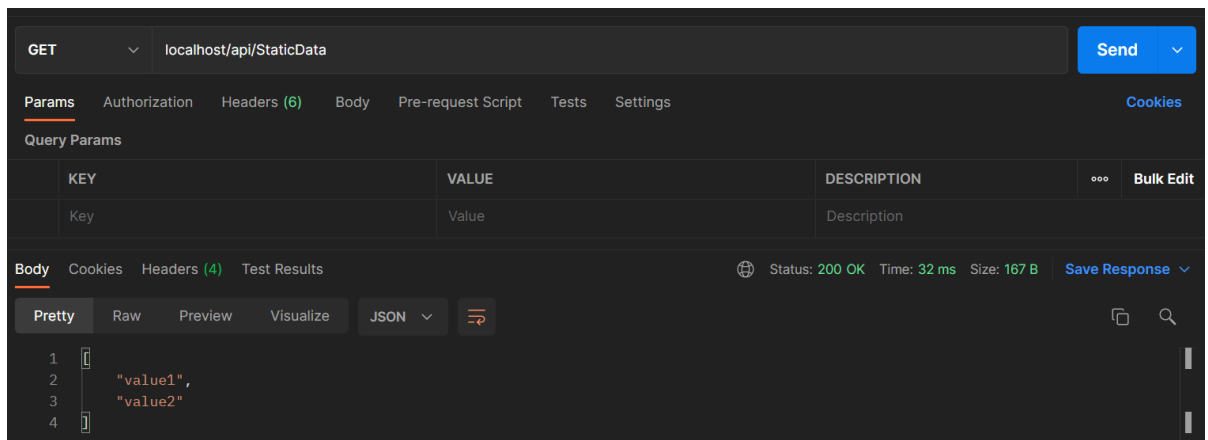 GET localhost/api/StaticData Send
Params Authorization Headers (6) Body Pre-request Script Tests Settings Cookies
Query Params
KEY VALUE DESCRIPTION ooo Bulk Edit
Key Value Description
Body Cookies Headers (4) Test Results Status: 200 OK Time: 32 ms Size: 167 B Save Response
Pretty Raw Preview Visualize JSON
1 [
2 "value1",
3 "value2"
4 ]